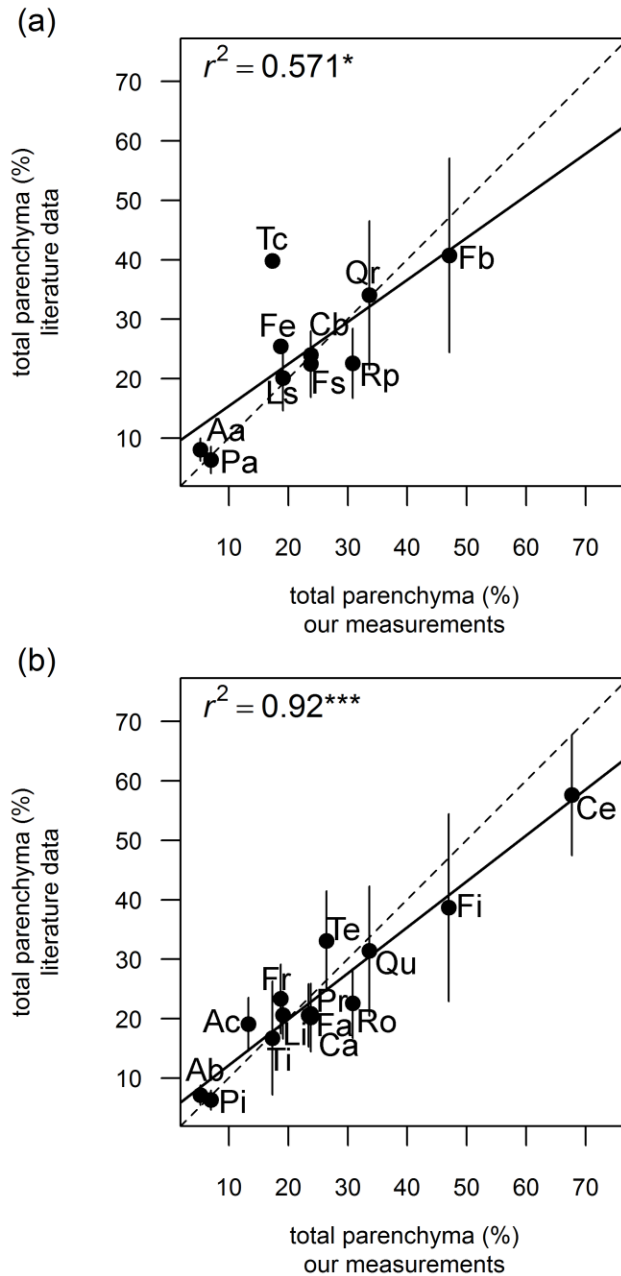 (a)
r² = 0.571*
70
60
50
40
30
20
10
total parenchyma (%)
literature data
Tc
Qr
Fb
Fe
Cb
Ls
Fs
Rp
Aa
Pa
10 20 30 40 50 60 70
total parenchyma (%)
our measurements
(b)
r² = 0.92***
70
60
50
40
30
20
10
total parenchyma (%)
literature data
Ce
Fi
Te
Qu
Fr
Pr
Ac
Li
Fa
Ro
Ti
Ca
Ab
Pi
10 20 30 40 50 60 70
total parenchyma (%)
our measurements